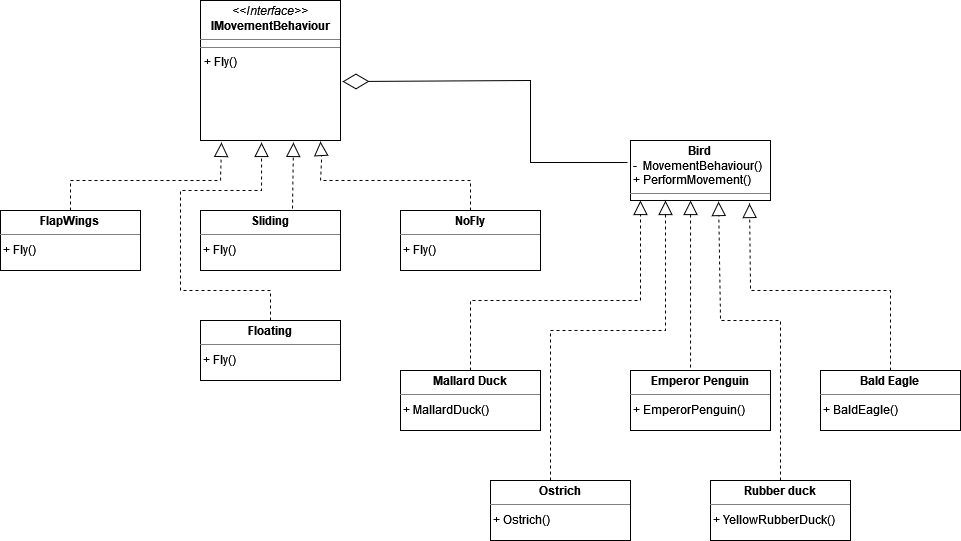 <<Interface>>
IMovementBehaviour
+ Fly()
Bird
- MovementBehaviour()
+ PerformMovement()
FlapWings
+ Fly()
Sliding
+ Fly()
NoFly
+ Fly()
Floating
+ Fly()
Mallard Duck
+ MallardDuck()
Emperor Penguin
+ EmperorPenguin()
Bald Eagle
+ BaldEagle()
Ostrich
+ Ostrich()
Rubber duck
+ YellowRubberDuck()